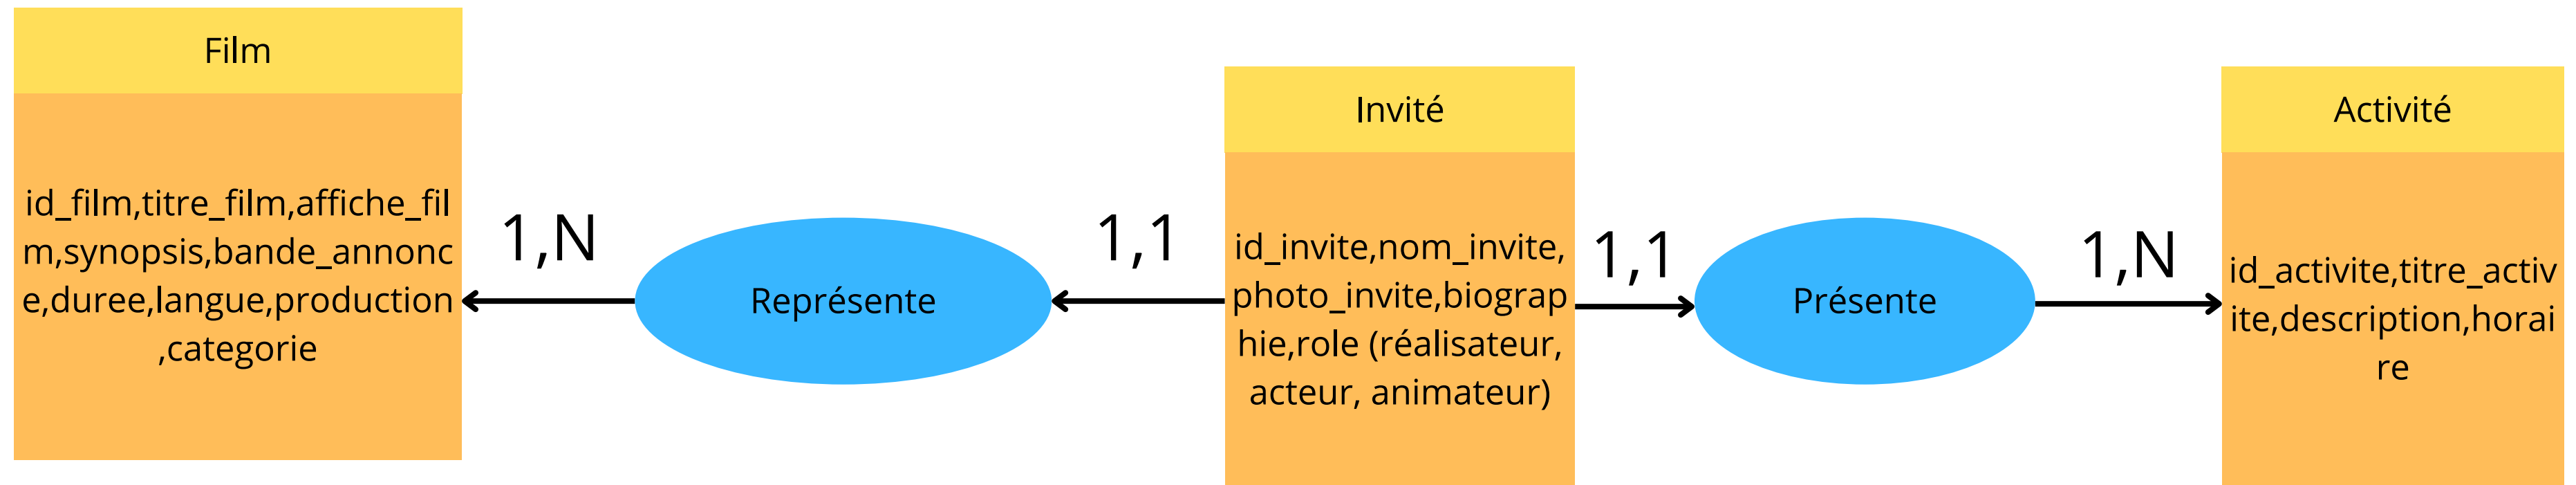 Film
id_film,titre_film,affiche_fil
m,synopsis,bande_annonc
e,duree,langue,production
,categorie
1,N
Représente
1,1
Invité
id_invite,nom_invite,
photo_invite,biograp
hie,role (réalisateur,
acteur, animateur)
1,1
Présente
1,N
Activité
id_activite,titre_activ
ite,description,horai
re